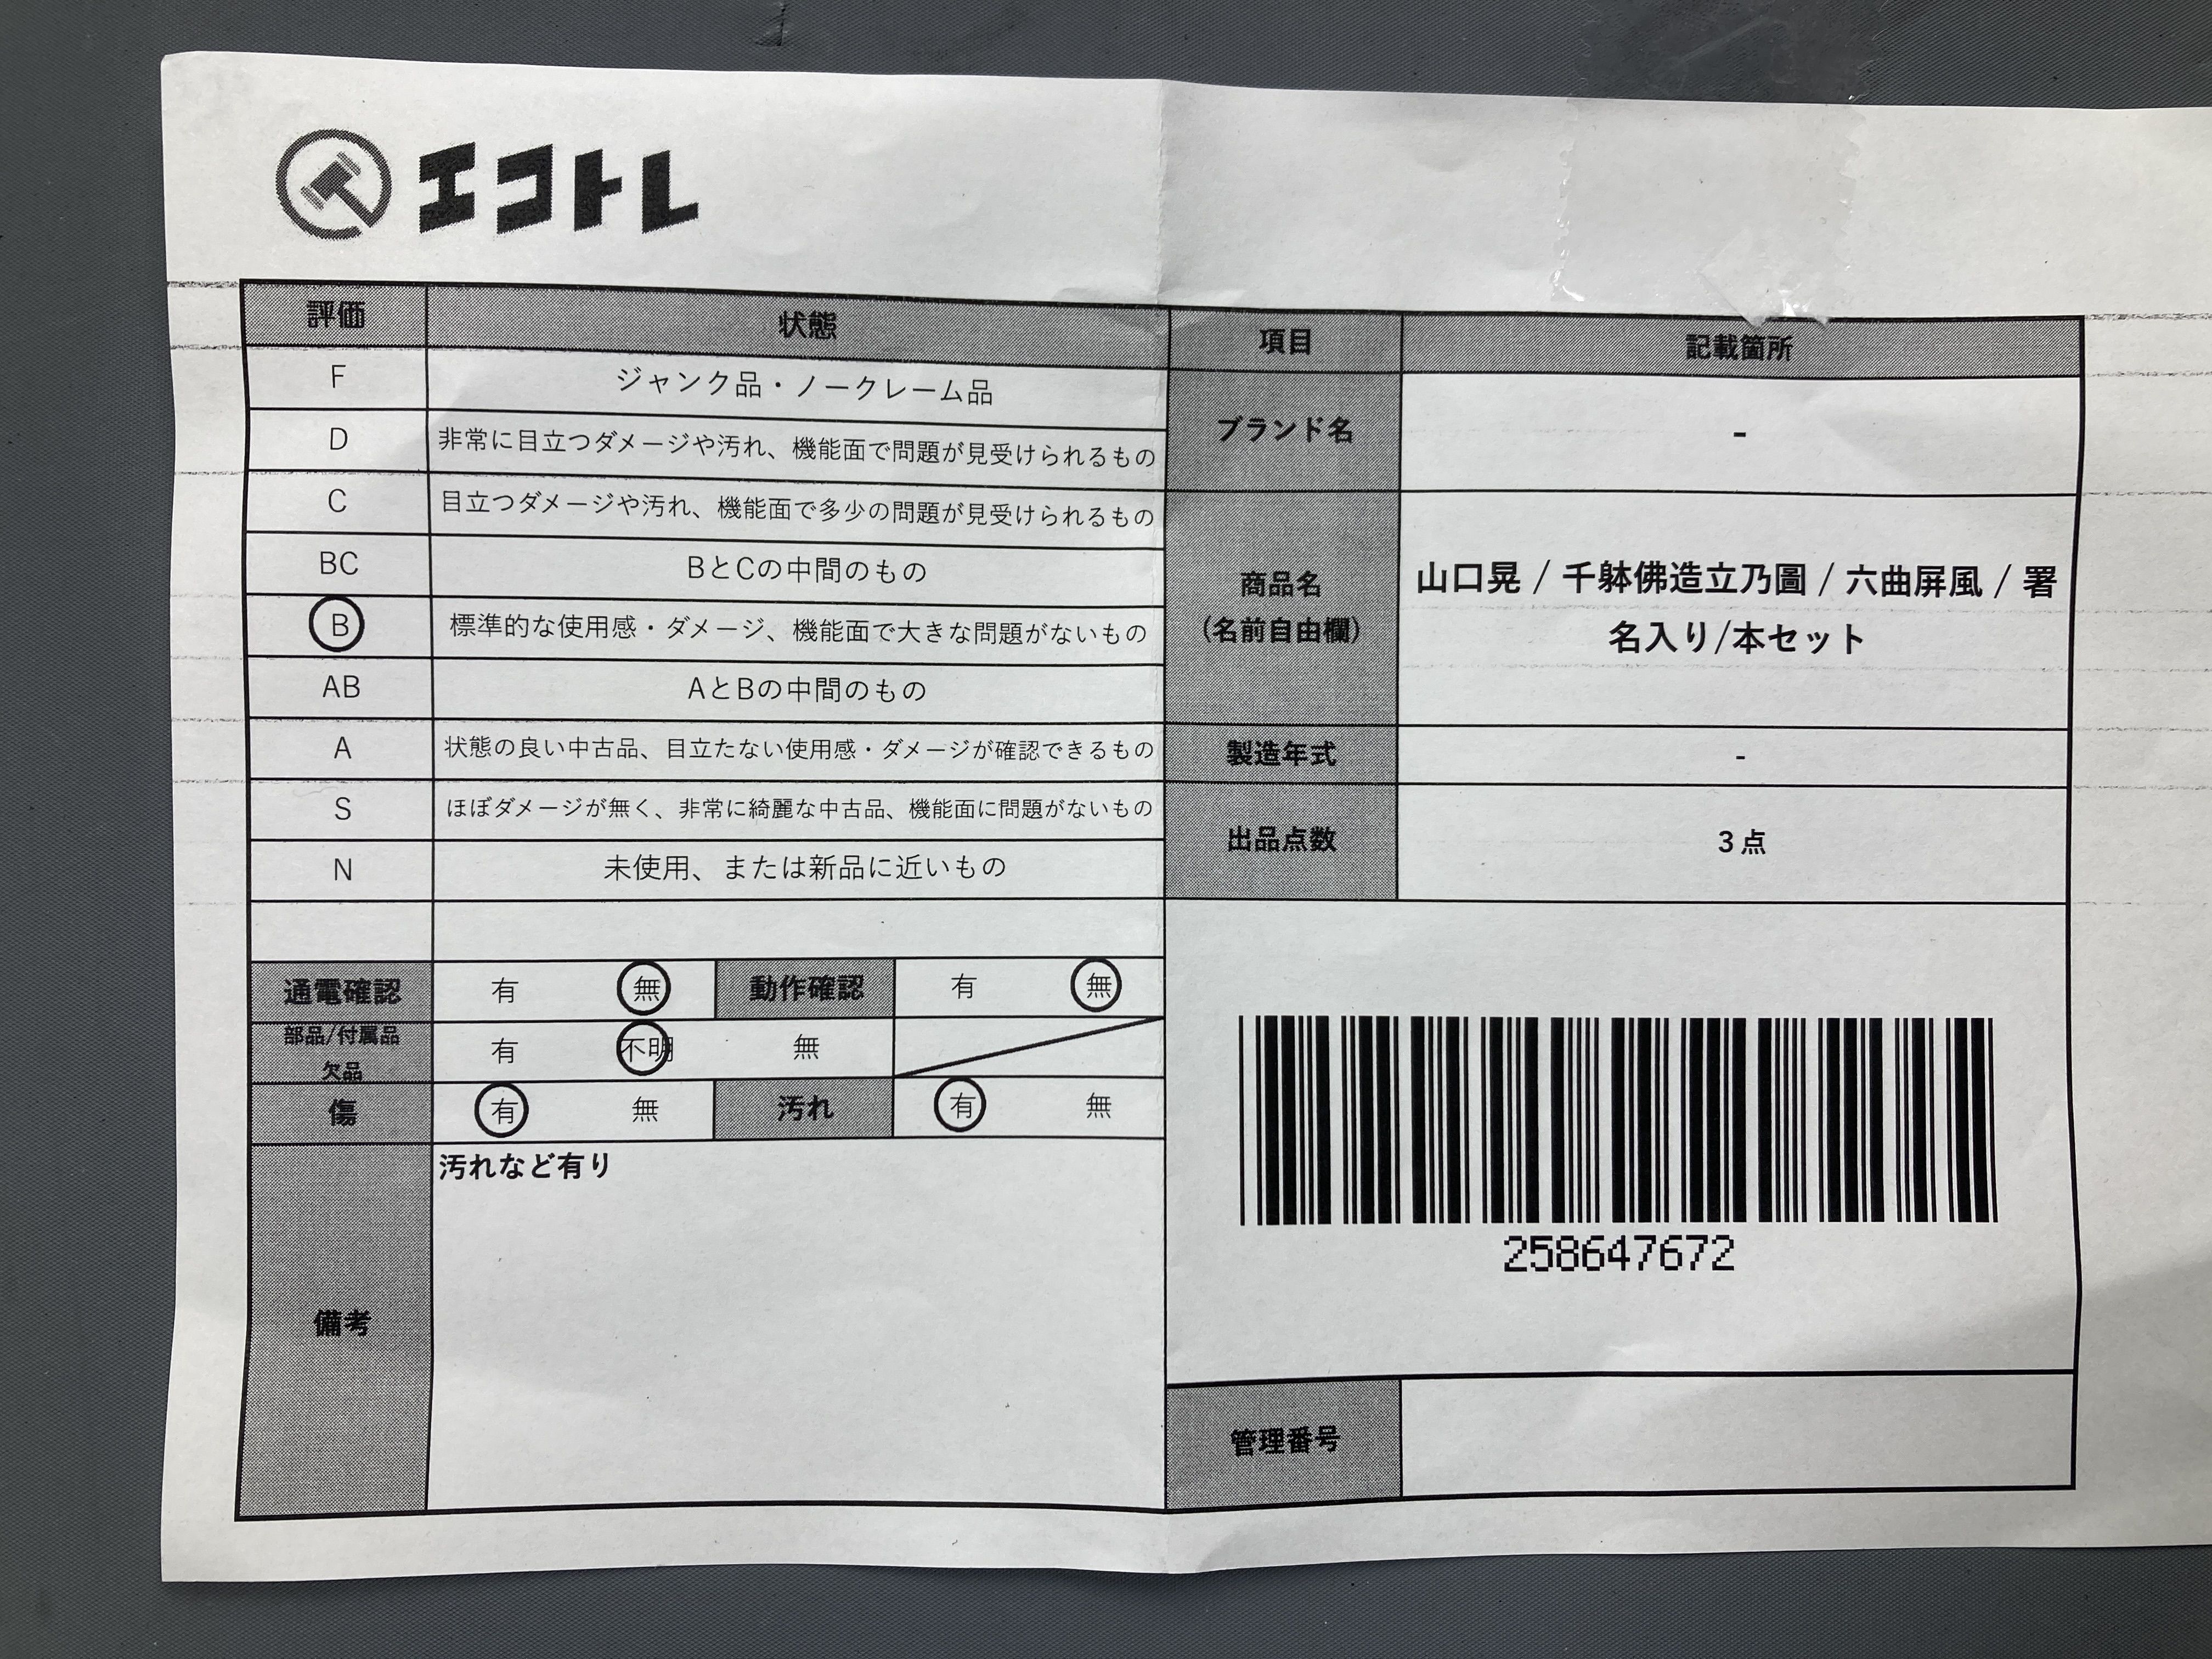 エコトレ
評価 状態
F ジャンク品・ノークレーム品
D 非常に目立つダメージや汚れ、機能面で問題が見受けられるもの
C 目立つダメージや汚れ、機能面で多少の問題が見受けられるもの
BC BとCの中間のもの
B 標準的な使用感・ダメージ、機能面で大きな問題がないもの
AB AとBの中間のもの
A 状態の良い中古品、目立たない使用感・ダメージが確認できるもの
S ほぼダメージが無く、非常に綺麗な中古品、機能面に問題がないもの
N 未使用、または新品に近いもの
通電確認 有 無 動作確認 有 無
部品/付属品
欠品
有 不明 無
傷 有 無 汚れ 有 無
備考
汚れなど有り
項目 記載箇所
ブランド名 -
商品名
(名前自由欄)
山口晃 / 千躰佛造立乃圖 / 六曲屏風 / 署
名入り/本セット
製造年式 -
出品点数 3点
258647672
管理番号